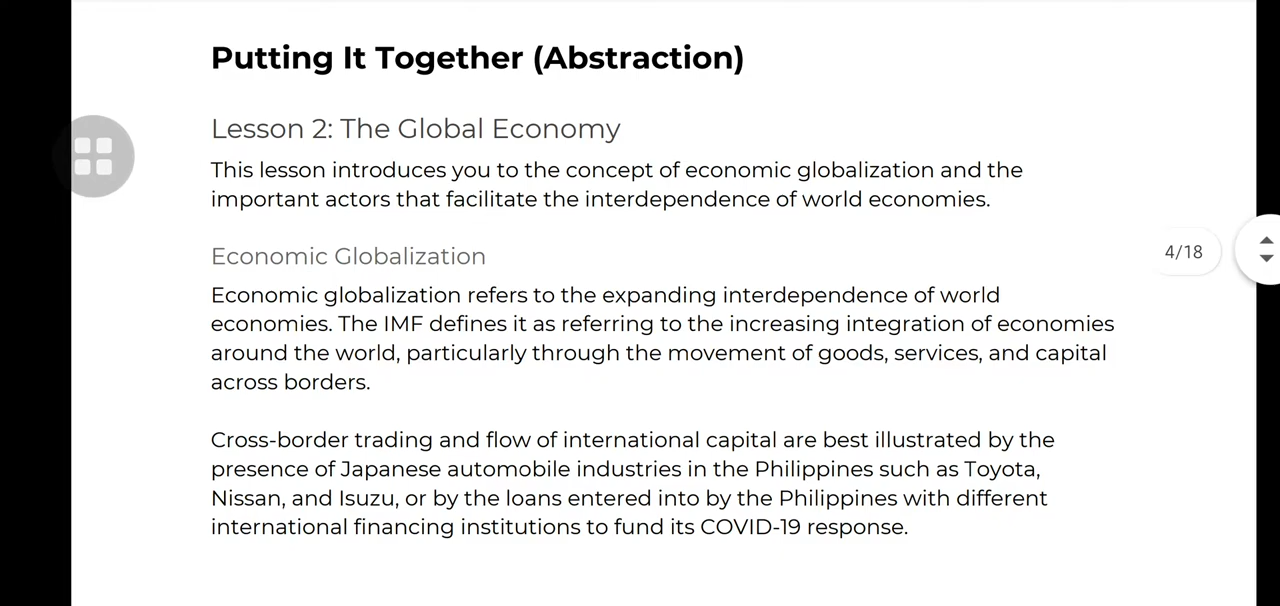 Putting It Together (Abstraction)
Lesson 2: The Global Economy
This lesson introduces you to the concept of economic globalization and the
important actors that facilitate the interdependence of world economies.
4/18
Economic Globalization
Economic globalization refers to the expanding interdependence of world
economies. The IMF defines it as referring to the increasing integration of economies
around the world, particularly through the movement of goods, services, and capital
across borders.
Cross-border trading and flow of international capital are best illustrated by the
presence of Japanese automobile industries in the Philippines such as Toyota,
Nissan, and Isuzu, or by the loans entered into by the Philippines with different
international financing institutions to fund its COVID-19 response.